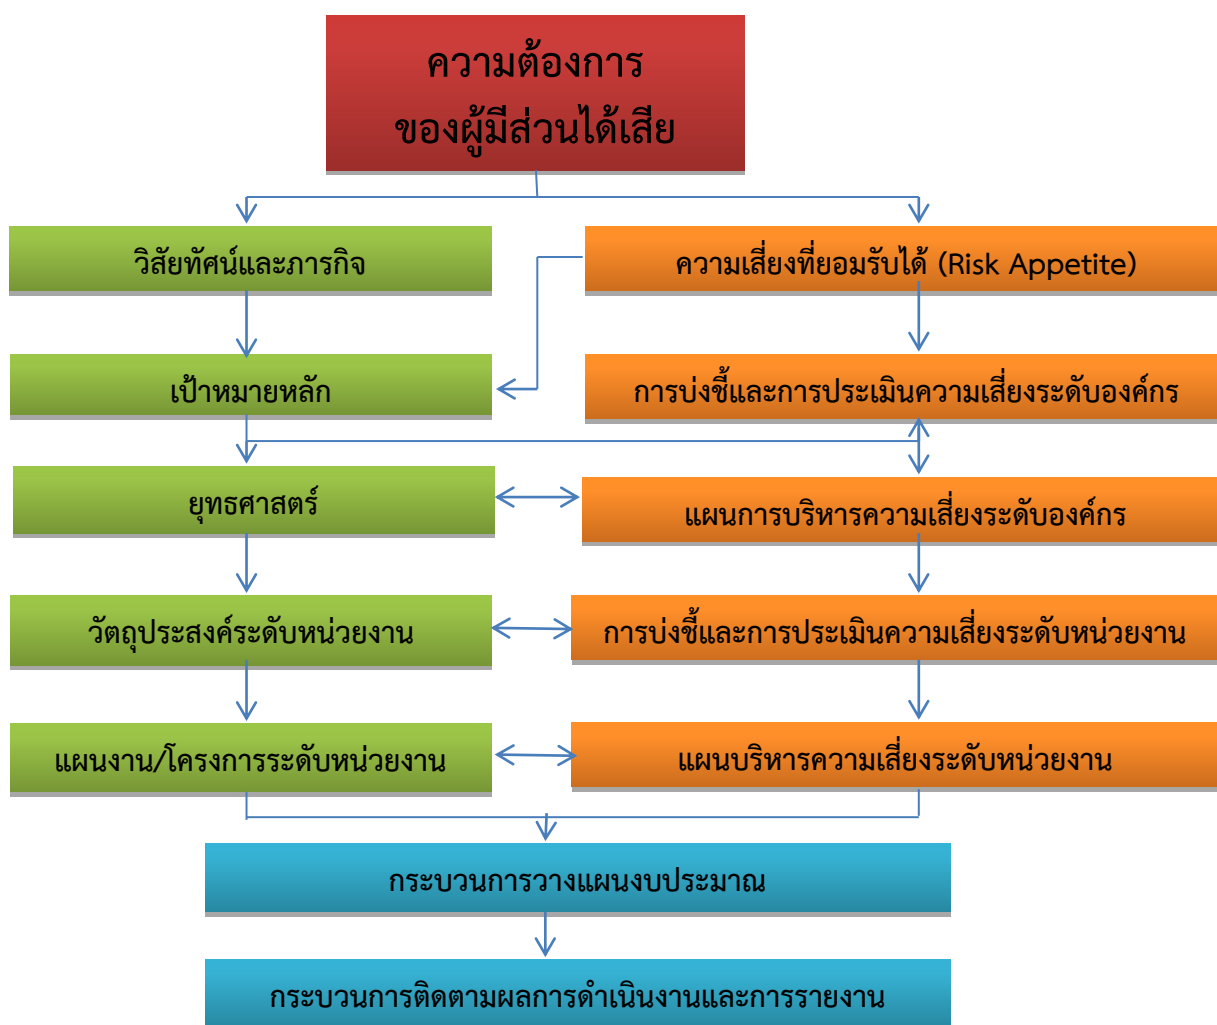 ความต้องการ
ของผู้มีส่วนได้เสีย
วิสัยทัศน์และภารกิจ
ความเสี่ยงที่ยอมรับได้ (Risk Appetite)
เป้าหมายหลัก
การบ่งชี้และการประเมินความเสี่ยงระดับองค์กร
ยุทธศาสตร์
แผนการบริหารความเสี่ยงระดับองค์กร
วัตถุประสงค์ระดับหน่วยงาน
การบ่งชี้และการประเมินความเสี่ยงระดับหน่วยงาน
แผนงาน/โครงการระดับหน่วยงาน
แผนบริหารความเสี่ยงระดับหน่วยงาน
กระบวนการวางแผนงบประมาณ
กระบวนการติดตามผลการดำเนินงานและการรายงาน